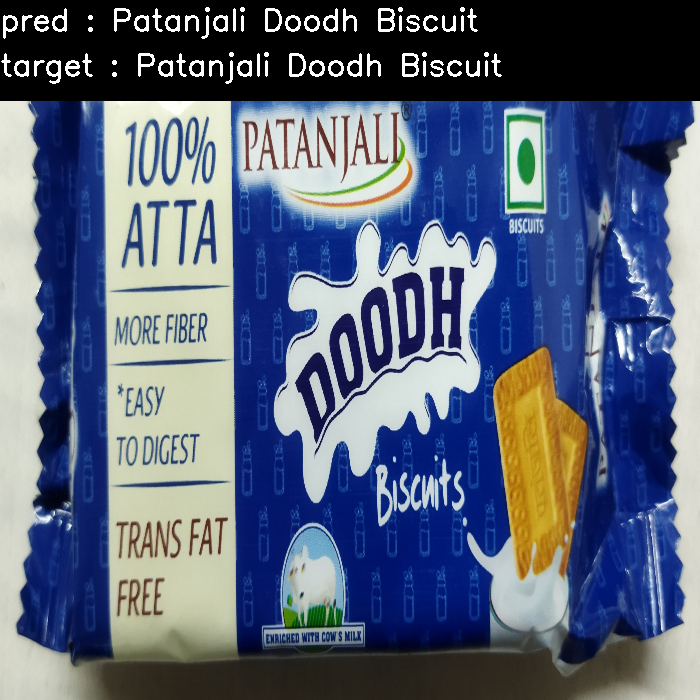 pred : Patanjali Doodh Biscuit
target : Patanjali Doodh Biscuit
100%
ATTA
MORE FIBER
*EASY
TO DIGEST
TRANS FAT
FREE
PATANJALI®
BISCUITS
DOODH
Biscuits
ENRICHED WITH COW'S MILK